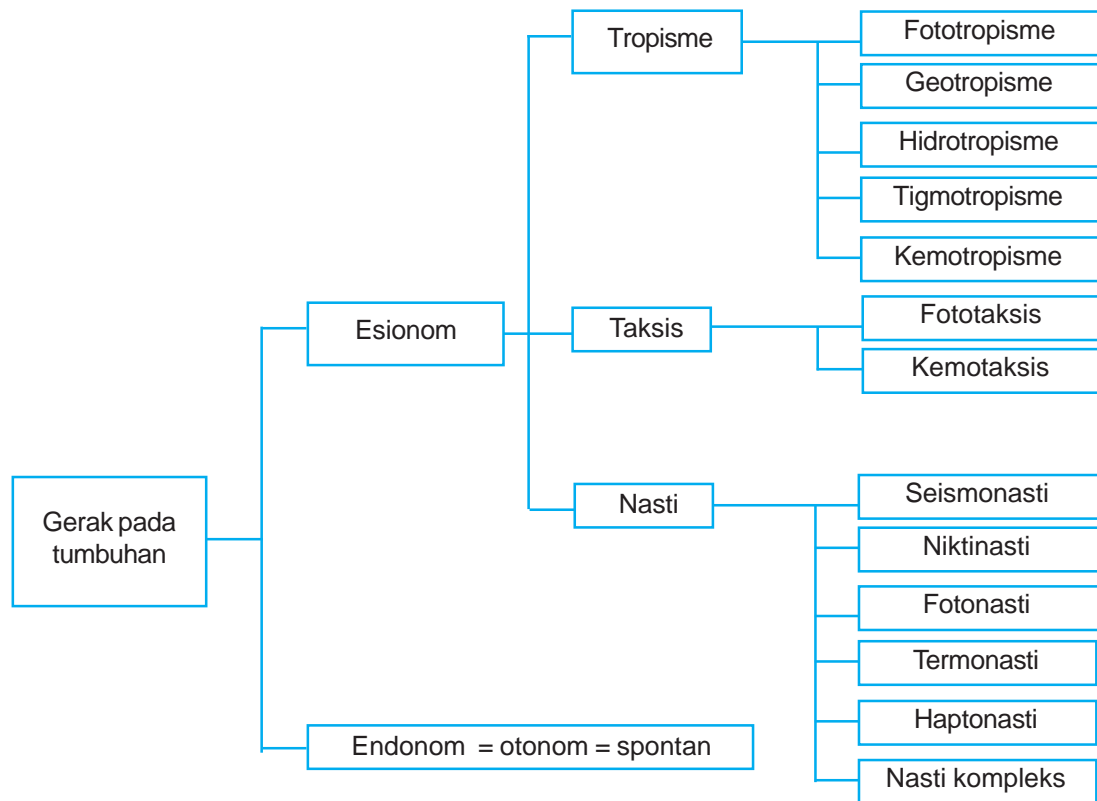 Gerak pada
tumbuhan
Esionom
Endonom = otonom = spontan
Tropisme
Taksis
Nasti
Fototropisme
Geotropisme
Hidrotropisme
Tigmotropisme
Kemotropisme
Fototaksis
Kemotaksis
Seismonasti
Niktinasti
Fotonasti
Termonasti
Haptonasti
Nasti kompleks